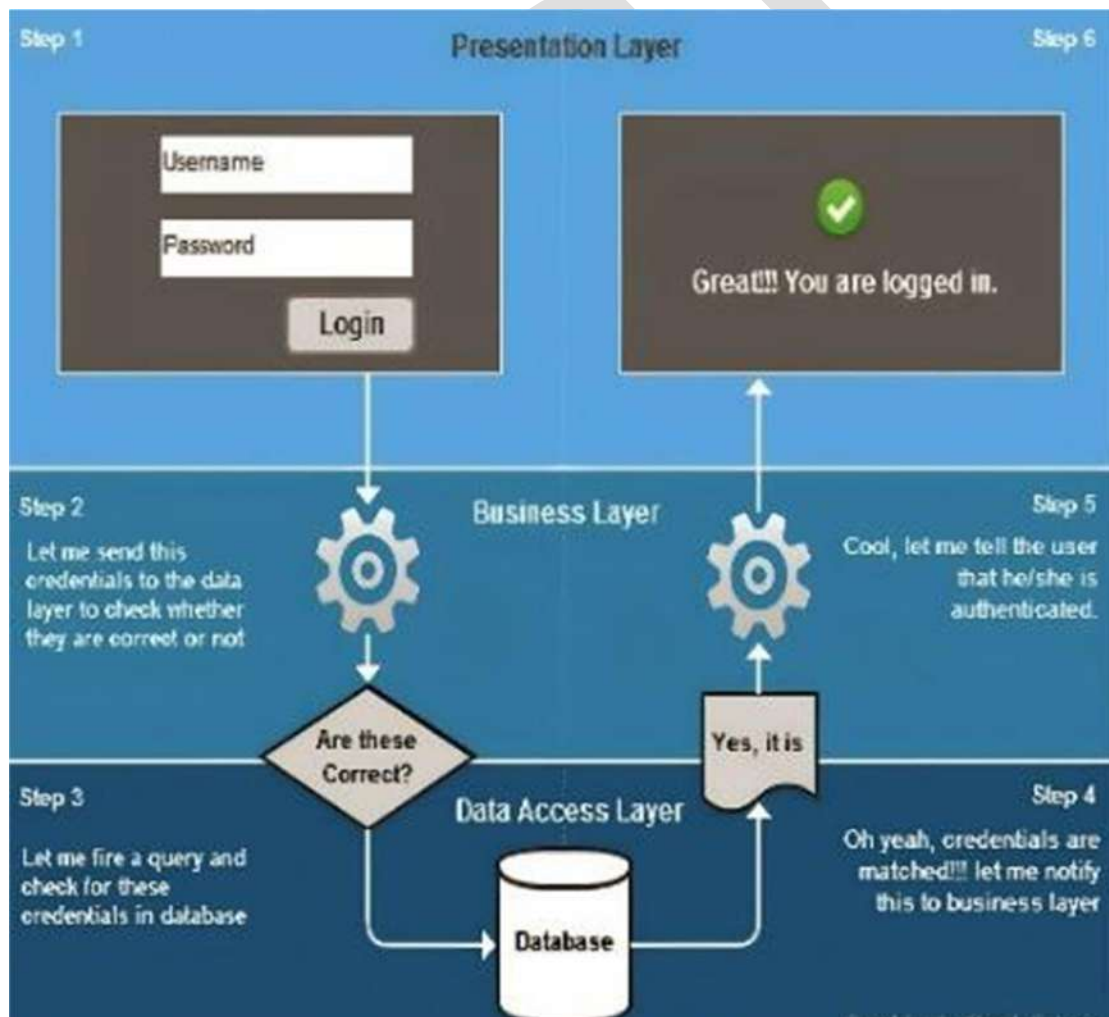 Step 1
Presentation Layer
Step 6
Username
Password
Login
Great!!! You are logged in.
Step 2
Business Layer
Step 5
Let me send this
credentials to the data
layer to check whether
they are correct or not
Cool, let me tell the user
that he/she is
authenticated.
Are these
Correct?
Yes, it is
Step 3
Data Access Layer
Step 4
Let me fire a query and
check for these
credentials in database
Oh yeah, credentials are
matched!!! let me notify
this to business layer
Database